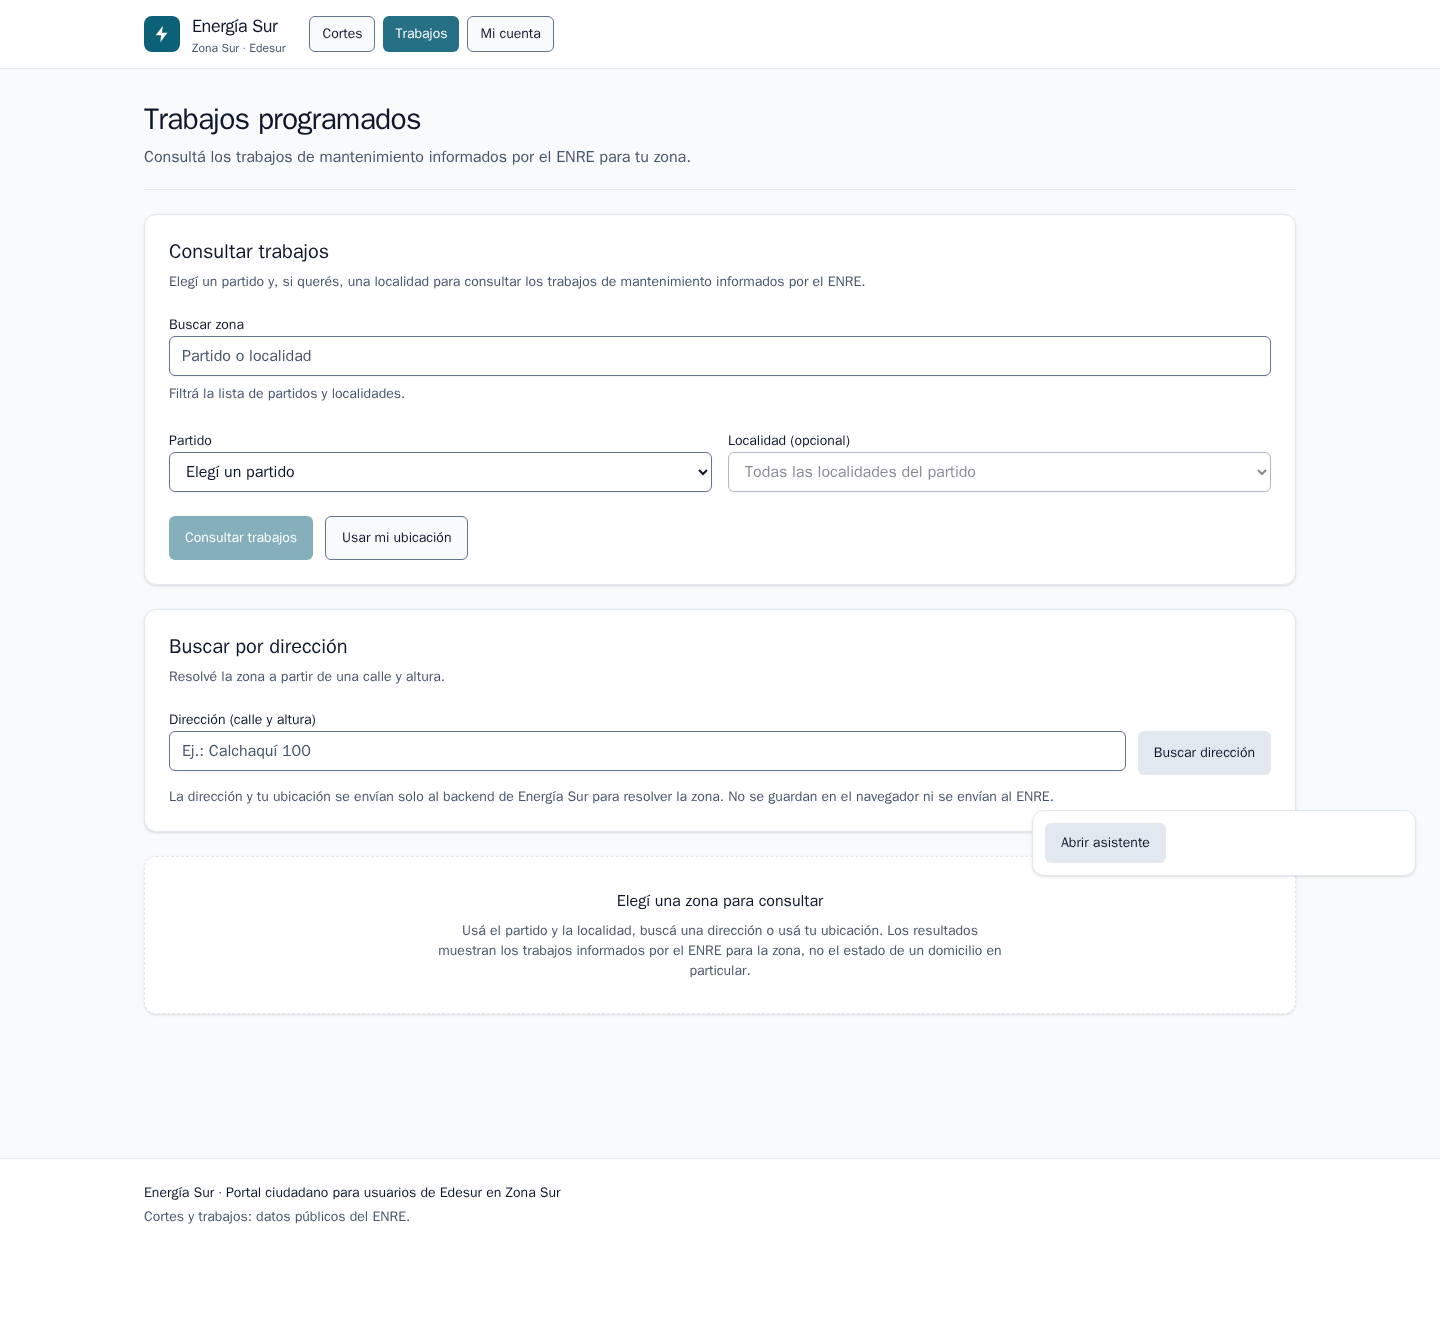 Energía Sur
Zona Sur · Edesur
Cortes
Trabajos
Mi cuenta
Trabajos programados
Consultá los trabajos de mantenimiento informados por el ENRE para tu zona.
Consultar trabajos
Elegí un partido y, si querés, una localidad para consultar los trabajos de mantenimiento informados por el ENRE.
Buscar zona
Partido o localidad
Filtrá la lista de partidos y localidades.
Partido
Localidad (opcional)
Elegí un partido
Todas las localidades del partido
Consultar trabajos
Usar mi ubicación
Buscar por dirección
Resolvé la zona a partir de una calle y altura.
Dirección (calle y altura)
Ej.: Calchaquí 100
Buscar dirección
La dirección y tu ubicación se envían solo al backend de Energía Sur para resolver la zona. No se guardan en el navegador ni se envían al ENRE.
Abrir asistente
Elegí una zona para consultar
Usá el partido y la localidad, buscá una dirección o usá tu ubicación. Los resultados
muestran los trabajos informados por el ENRE para la zona, no el estado de un domicilio en
particular.
Energía Sur · Portal ciudadano para usuarios de Edesur en Zona Sur
Cortes y trabajos: datos públicos del ENRE.